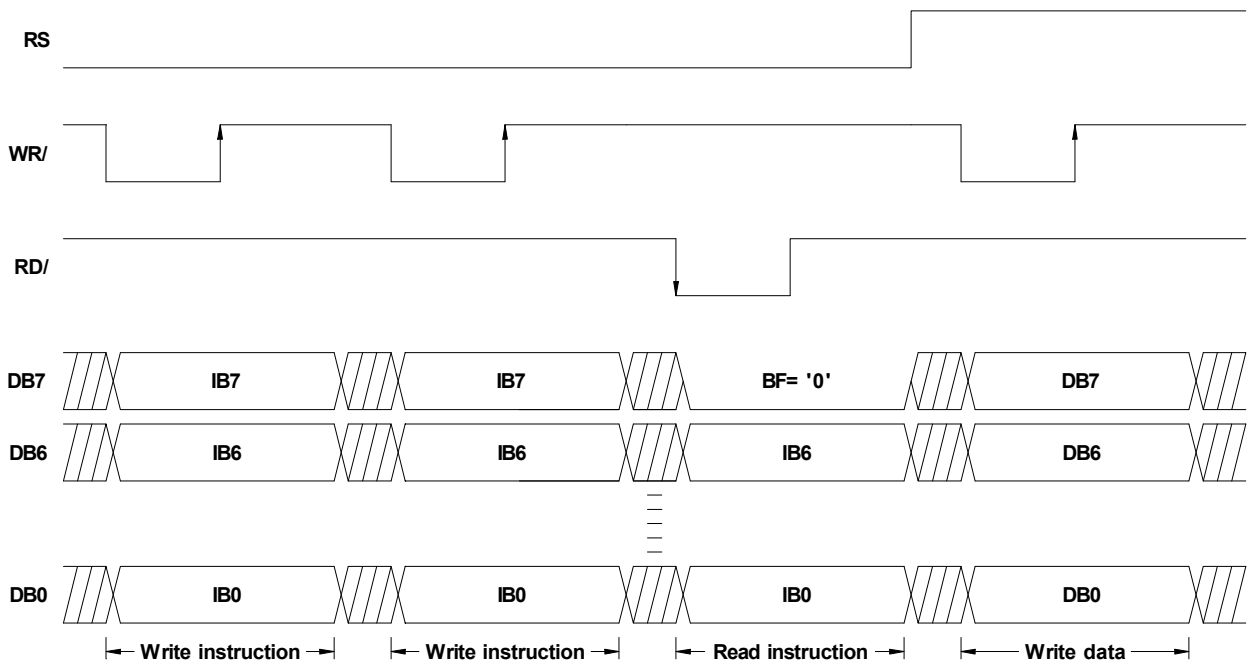 RS
WR/
RD/
DB7 IB7 IB7 BF= '0' DB7
DB6 IB6 IB6 IB6 DB6
DB0 IB0 IB0 IB0 DB0
Write instruction Write instruction Read instruction Write data